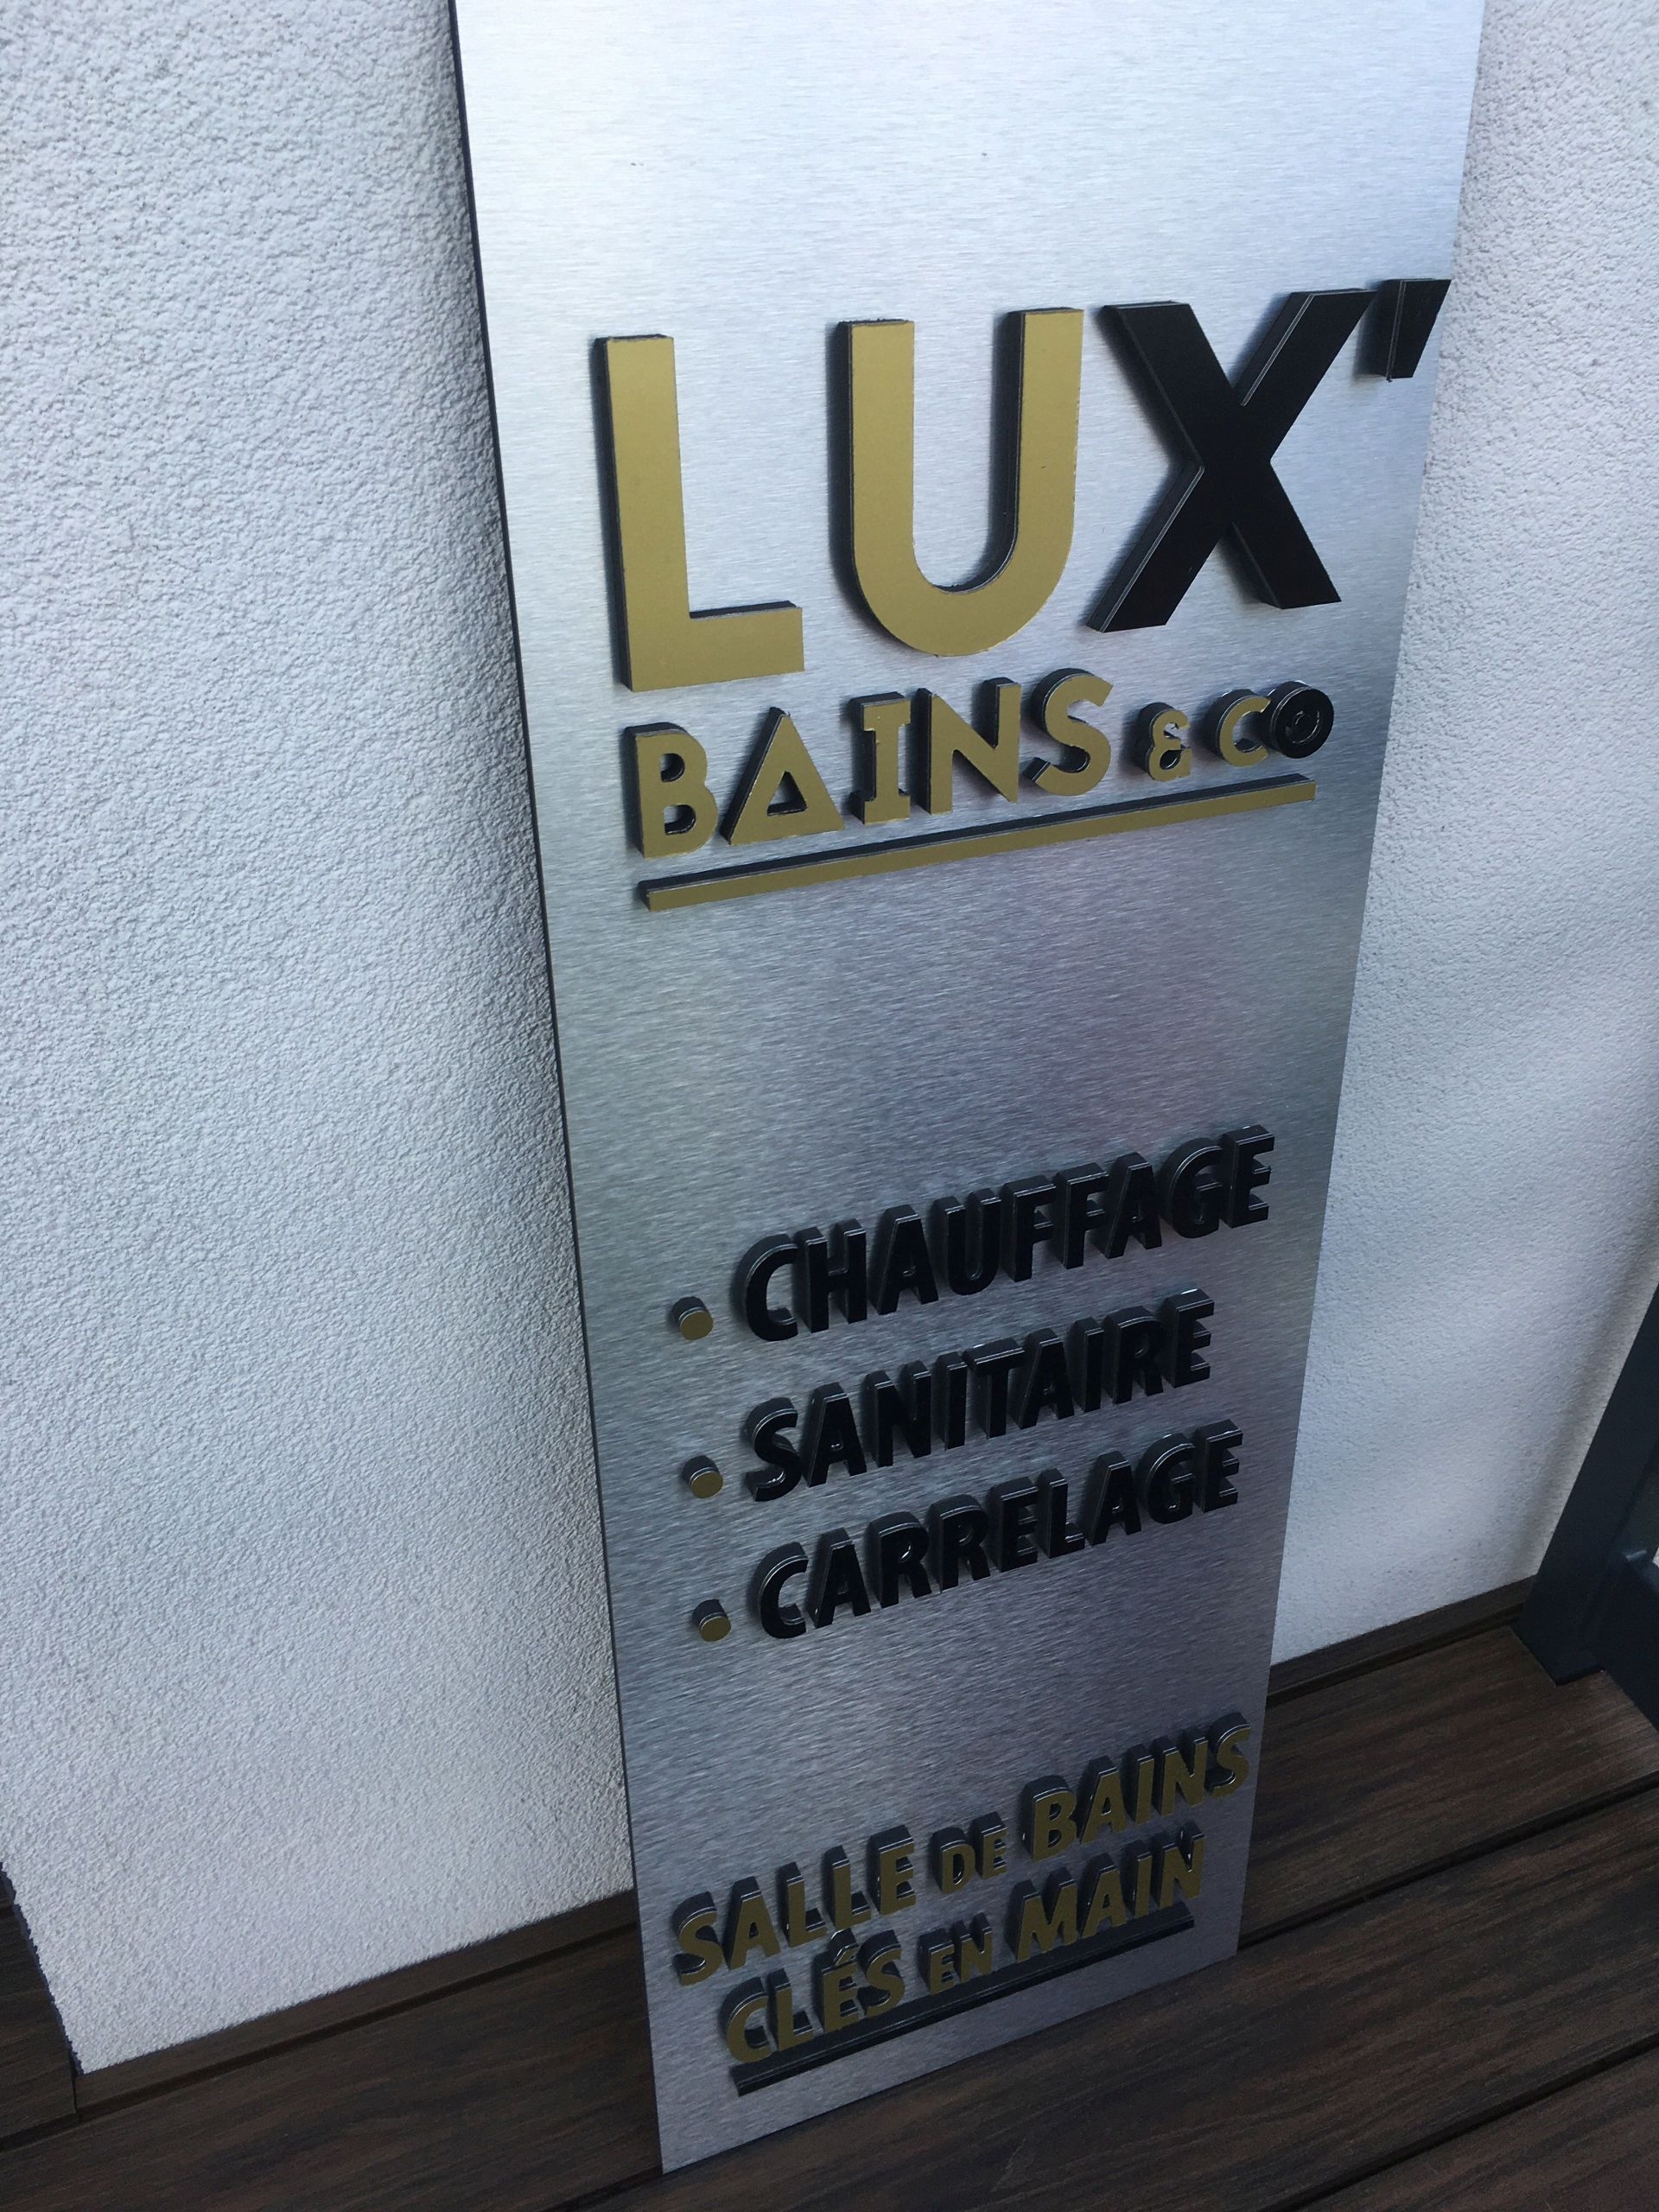 LUX'
BAINS & CO
• CHAUFFAGE
• SANITAIRE
• CARRELAGE
SALLE DE BAINS
CLÉS EN MAIN